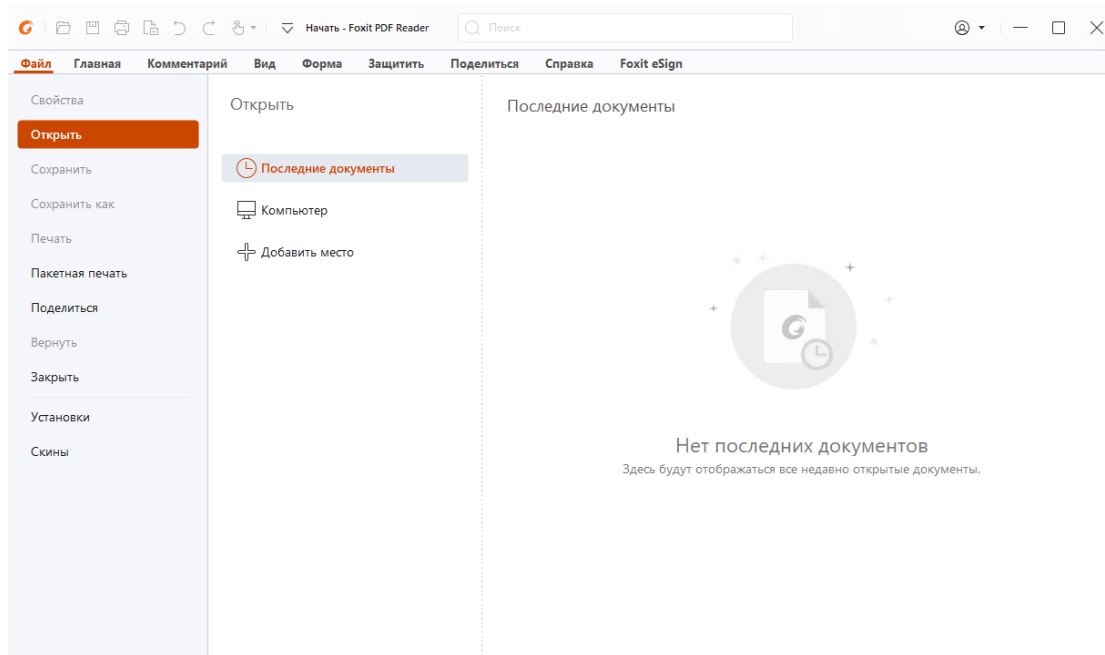 Начать - Foxit PDF Reader
Поиск
Файл Главная Комментарий Вид Форма Защитить Поделиться Справка Foxit eSign
Свойства
Открыть
Сохранить
Сохранить как
Печать
Пакетная печать
Поделиться
Вернуть
Закрыть
Установки
Скины
Открыть
Последние документы
Компьютер
Добавить место
Последние документы
Нет последних документов
Здесь будут отображаться все недавно открытые документы.